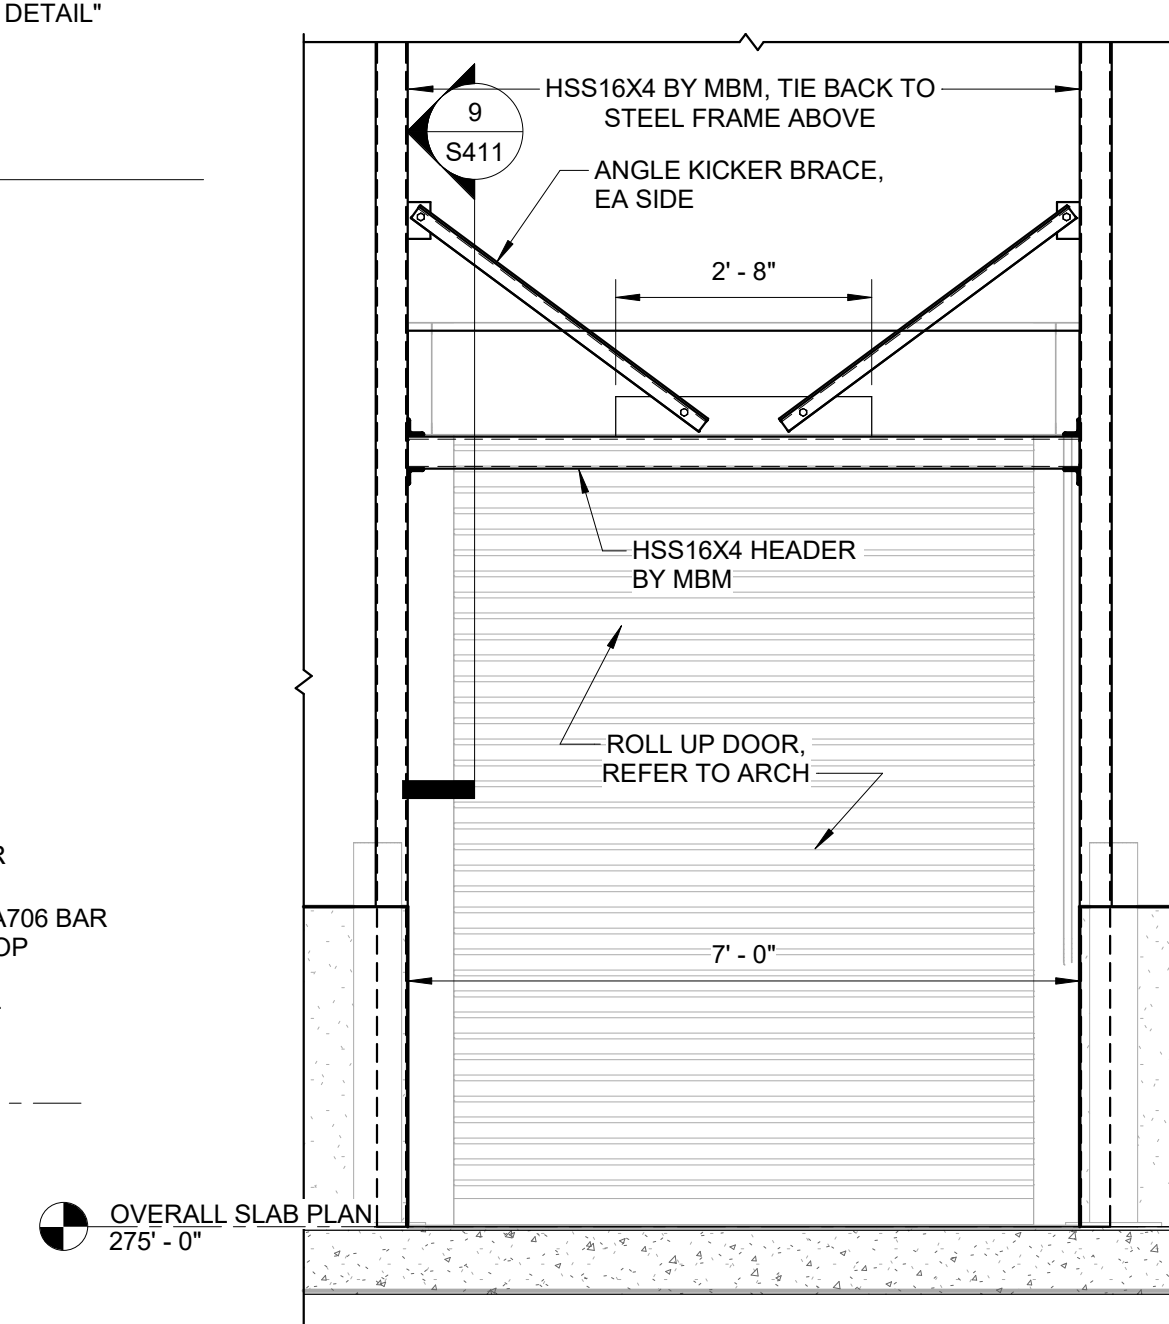 DETAIL"
HSS16X4 BY MBM, TIE BACK TO
STEEL FRAME ABOVE
9
S411
ANGLE KICKER BRACE,
EA SIDE
2' - 8"
HSS16X4 HEADER
BY MBM
ROLL UP DOOR,
REFER TO ARCH
R
A706 BAR
OP
7' - 0"
OVERALL SLAB PLAN
275' - 0"